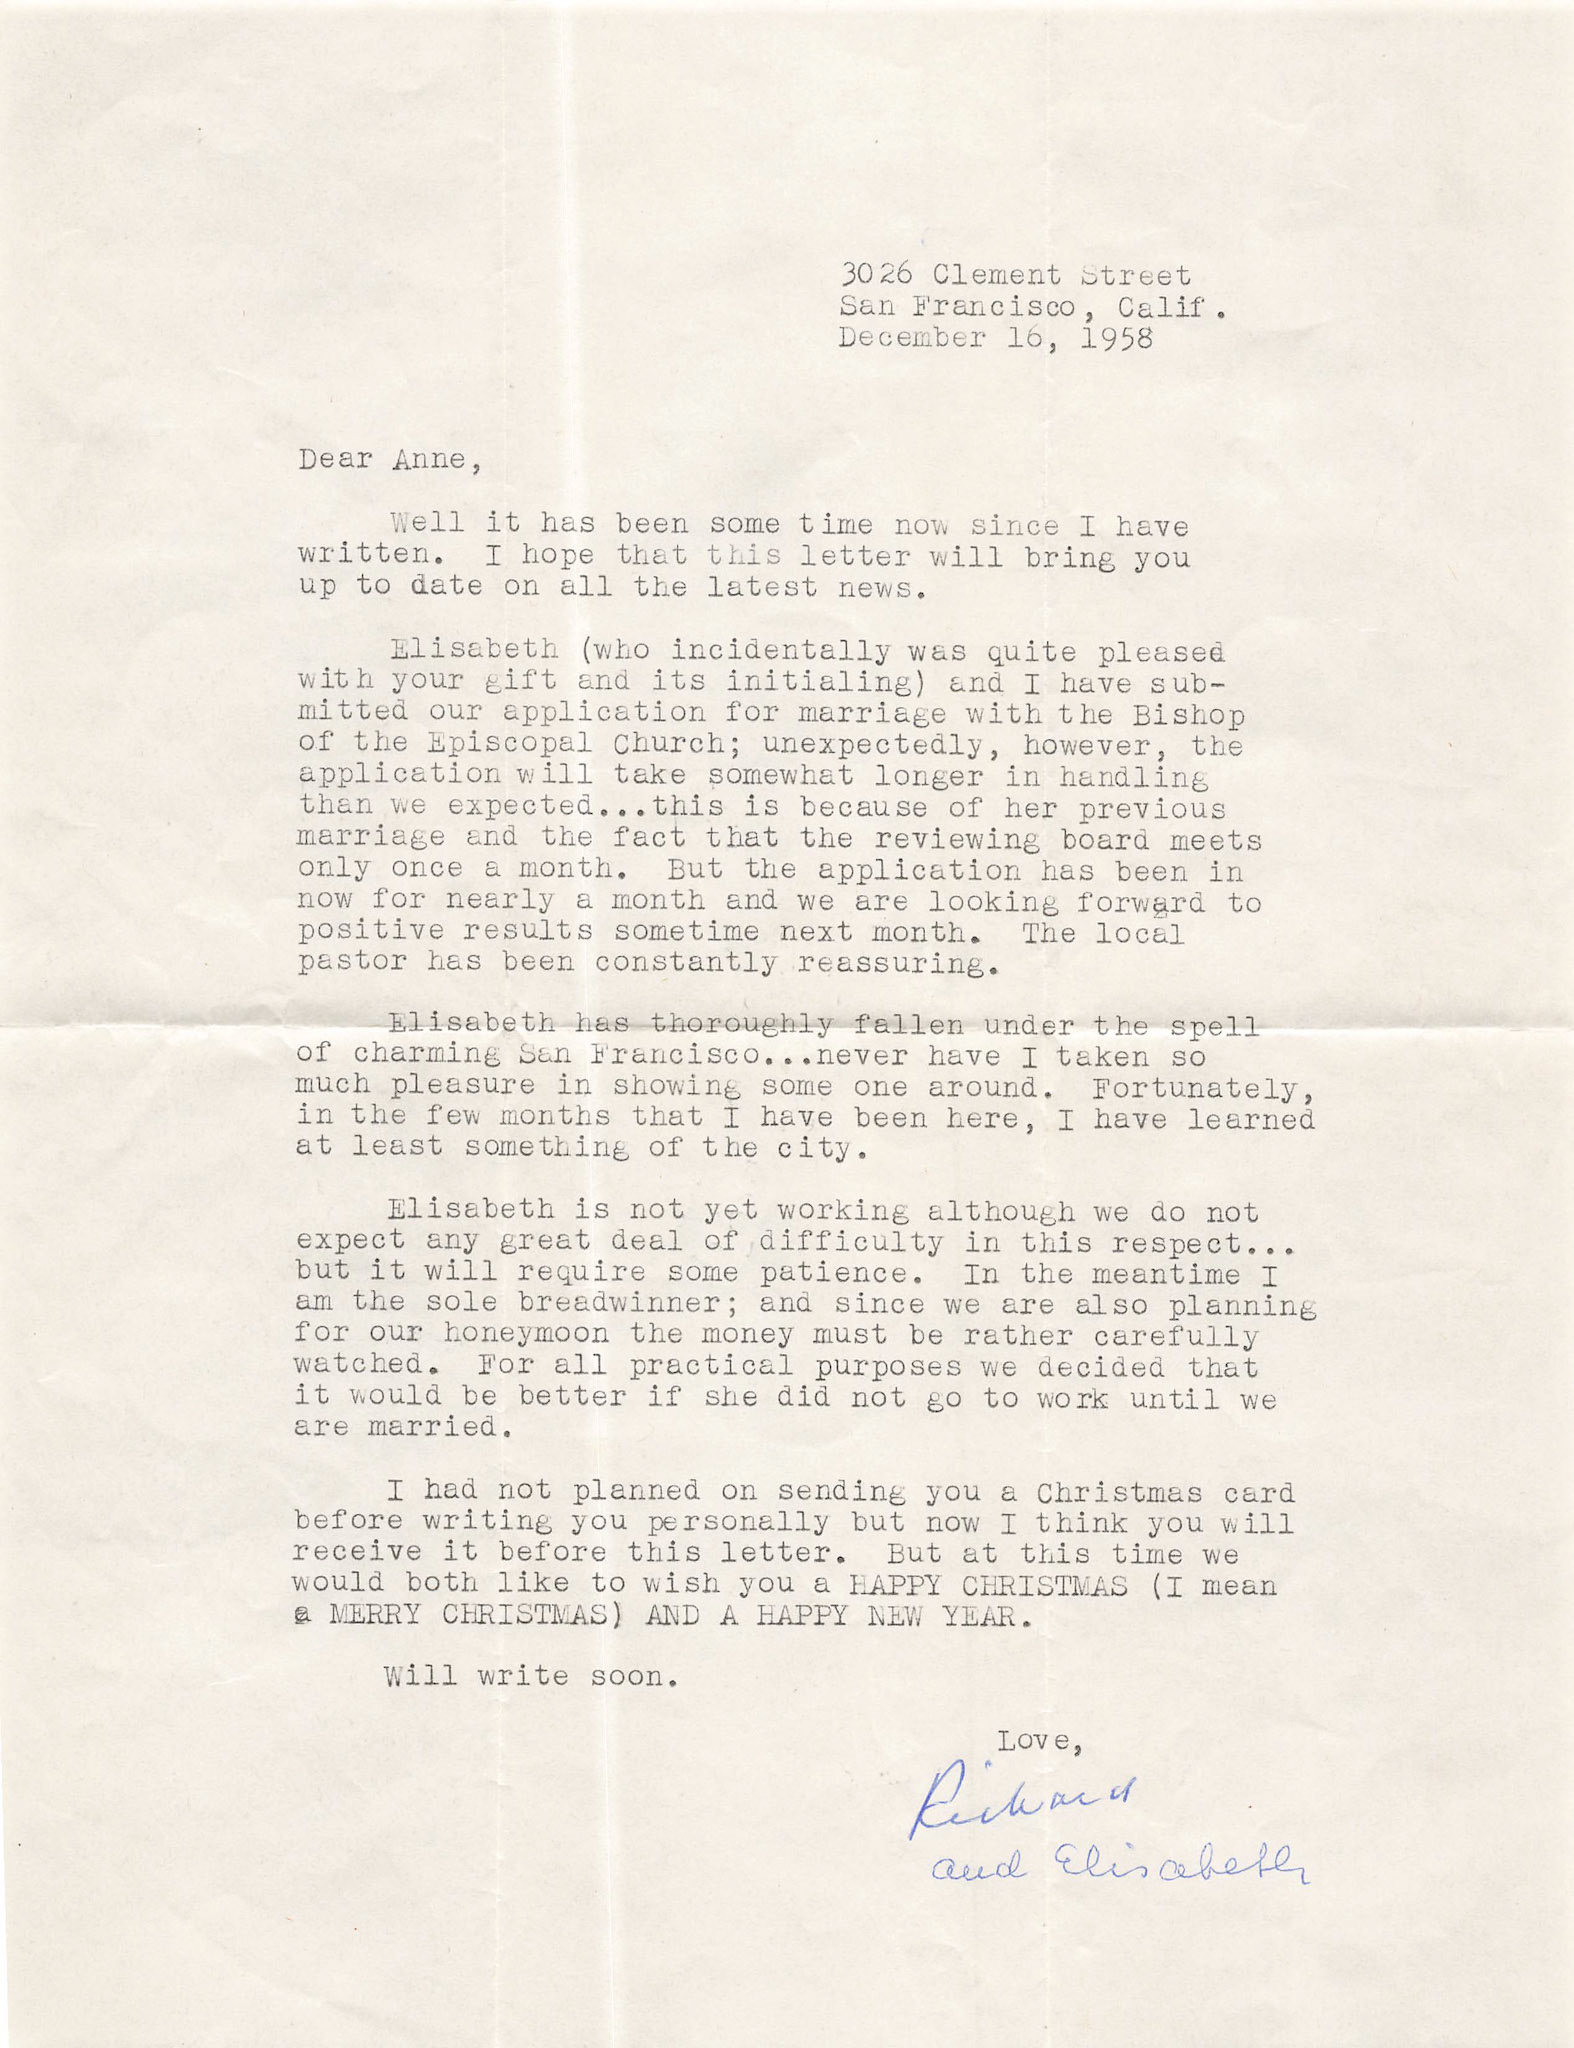 3026 Clement Street
San Francisco, Calif.
December 16, 1958
Dear Anne,
Well it has been some time now since I have
written. I hope that this letter will bring you
up to date on all the latest news.
Elisabeth (who incidentally was quite pleased
with your gift and its initialing) and I have sub-
mitted our application for marriage with the Bishop
of the Episcopal Church; unexpectedly, however, the
application will take somewhat longer in handling
than we expected...this is because of her previous
marriage and the fact that the reviewing board meets
only once a month. But the application has been in
now for nearly a month and we are looking forward to
positive results sometime next month. The local
pastor has been constantly reassuring.
Elisabeth has thoroughly fallen under the spell
of charming San Francisco...never have I taken so
much pleasure in showing some one around. Fortunately,
in the few months that I have been here, I have learned
at least something of the city.
Elisabeth is not yet working although we do not
expect any great deal of difficulty in this respect...
but it will require some patience. In the meantime I
am the sole breadwinner; and since we are also planning
for our honeymoon the money must be rather carefully
watched. For all practical purposes we decided that
it would be better if she did not go to work until we
are married.
I had not planned on sending you a Christmas card
before writing you personally but now I think you will
receive it before this letter. But at this time we
would both like to wish you a HAPPY CHRISTMAS (I mean
a MERRY CHRISTMAS) AND A HAPPY NEW YEAR.
Will write soon.
Love,
Richard
and Elisabeth